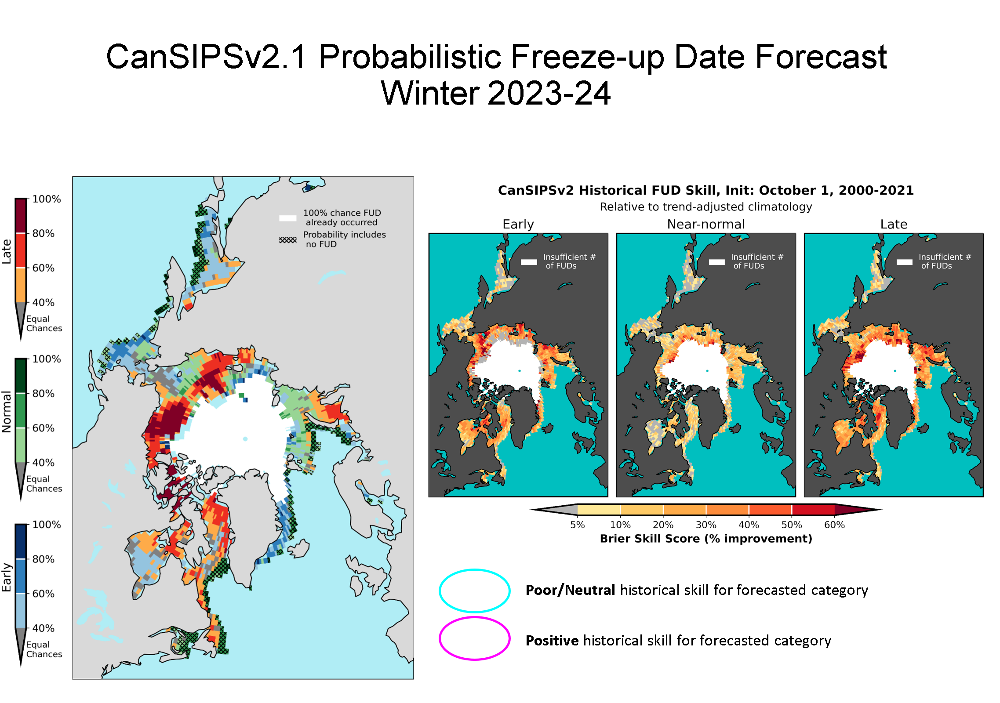 CanSIPSv2.1 Probabilistic Freeze-up Date Forecast
Winter 2023-24
Late
100%
80%
60%
40%
Equal
Chances
Normal
100%
80%
60%
40%
Equal
Chances
Early
100%
80%
60%
40%
Equal
Chances
100% chance FUD
already occurred
Probability includes
no FUD
CanSIPSv2 Historical FUD Skill, Init: October 1, 2000-2021
Relative to trend-adjusted climatology
Early
Near-normal
Late
Insufficient #
of FUDs
Insufficient #
of FUDs
Insufficient #
of FUDs
5% 10% 20% 30% 40% 50% 60%
Brier Skill Score (% improvement)
Poor/Neutral historical skill for forecasted category
Positive historical skill for forecasted category